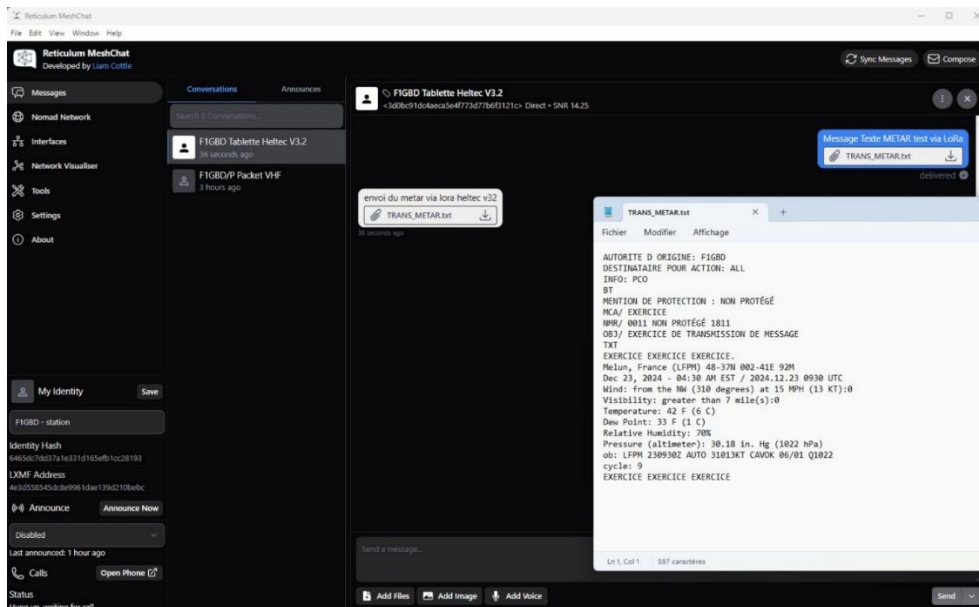 Reticulum MeshChat
File Edit View Window Help
Reticulum MeshChat
Developed by Liam Cottle
Sync Messages
Compose
Messages
Nomad Network
Interfaces
Network Visualiser
Tools
Settings
About
Conversations Announces
Search 3 Conversations...
F1GBD Tablette Heltec V3.2
36 seconds ago
F1GBD/P Packet VHF
3 hours ago
F1GBD Tablette Heltec V3.2
Direct • SNR 14.25
Message Texte METAR test via LoRa
TRANS_METAR.txt
delivered
envoi du metar via lora heltec v32
TRANS_METAR.txt
36 seconds ago
TRANS_METAR.txt × +
Fichier Modifier Affichage
AUTORITE D ORIGINE: F1GBD
DESTINATAIRE POUR ACTION: ALL
INFO: PCO
BT
MENTION DE PROTECTION : NON PROTÉGÉ
MCA/ EXERCICE
NMR/ 0011 NON PROTÉGÉ 1811
OBJ/ EXERCICE DE TRANSMISSION DE MESSAGE
TXT
EXERCICE EXERCICE EXERCICE.
Melun, France (LFPM) 48-37N 002-41E 92M
Dec 23, 2024 - 04:30 AM EST / 2024.12.23 0930 UTC
Wind: from the NW (310 degrees) at 15 MPH (13 KT):0
Visibility: greater than 7 mile(s):0
Temperature: 42 F (6 C)
Dew Point: 33 F (1 C)
Relative Humidity: 70%
Pressure (altimeter): 30.18 in. Hg (1022 hPa)
ob: LFPM 230930Z AUTO 31013KT CAVOK 06/01 Q1022
cycle: 9
EXERCICE EXERCICE EXERCICE
Ln 1, Col 1 597 caractères
My Identity
Save
F1GBD - station
Identity Hash
LXMF Address
Announce
Announce Now
Disabled
Last announced: 1 hour ago
Calls
Open Phone
Status
Hung up, waiting for call
Send a message...
Add Files
Add Image
Add Voice
Send